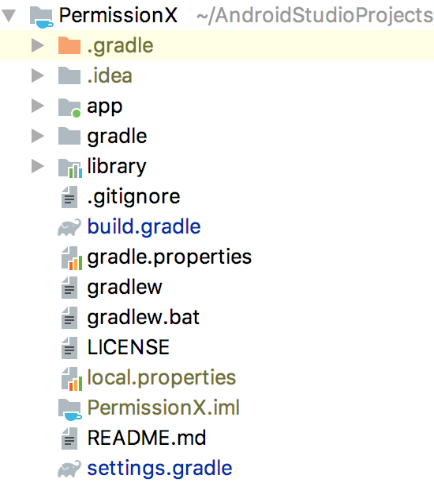 PermissionX ~/AndroidStudioProjects
.gradle
.idea
app
gradle
library
.gitignore
build.gradle
gradle.properties
gradlew
gradlew.bat
LICENSE
local.properties
PermissionX.iml
README.md
settings.gradle